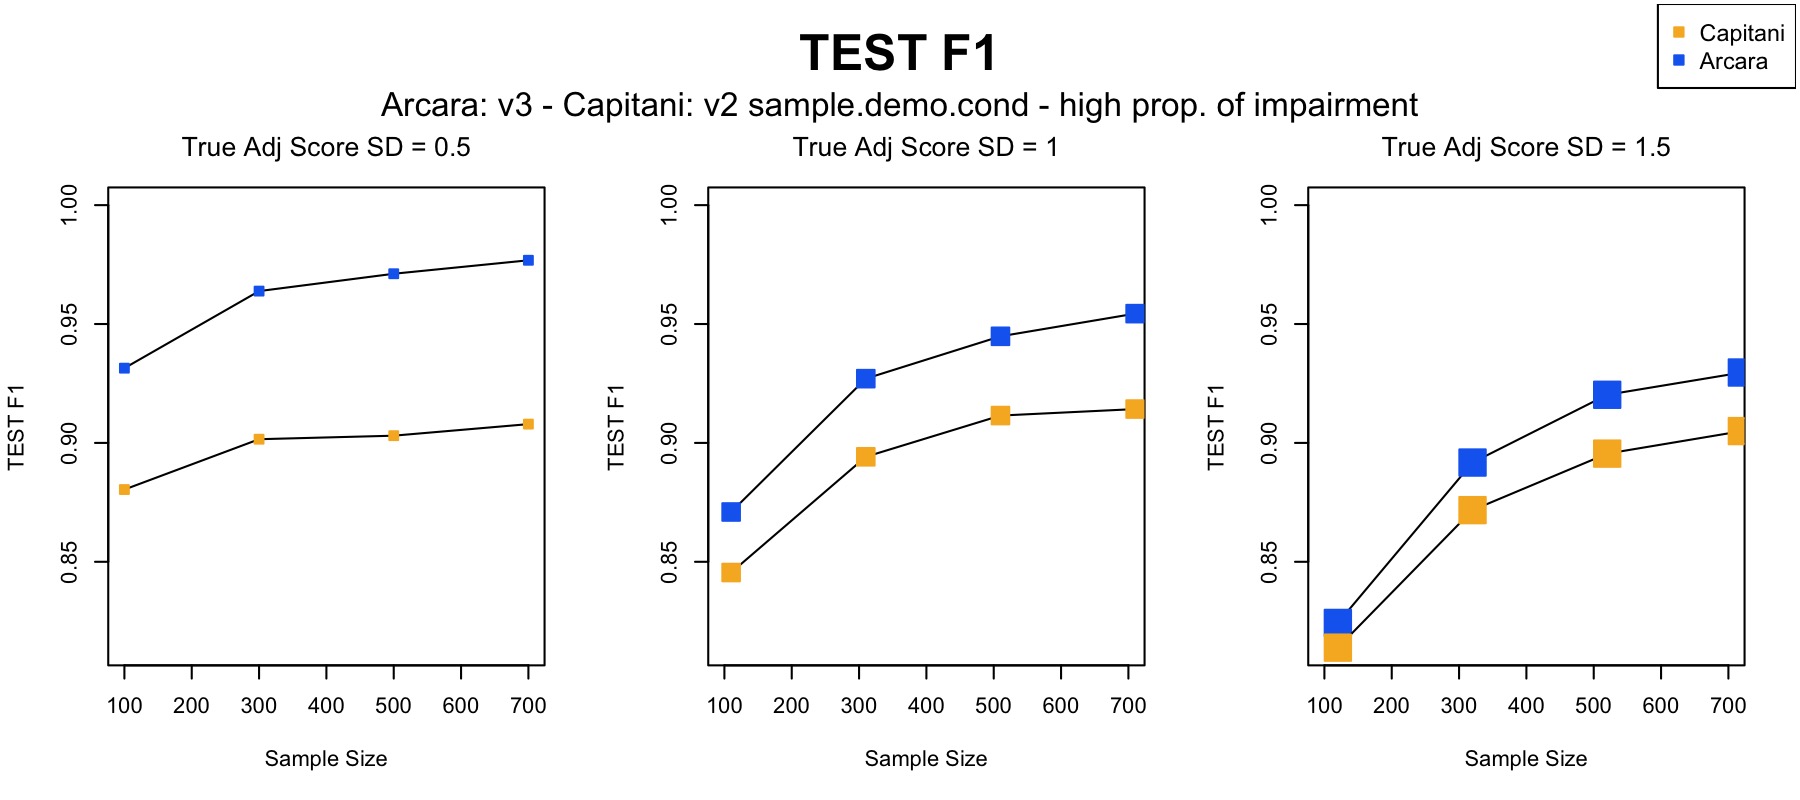 TEST F1
Capitani
Arcara
Arcara: v3 - Capitani: v2 sample.demo.cond - high prop. of impairment
True Adj Score SD = 0.5
TEST F1
1.00
0.95
0.90
0.85
100 200 300 400 500 600 700
Sample Size
True Adj Score SD = 1
TEST F1
1.00
0.95
0.90
0.85
100 200 300 400 500 600 700
Sample Size
True Adj Score SD = 1.5
TEST F1
1.00
0.95
0.90
0.85
100 200 300 400 500 600 700
Sample Size